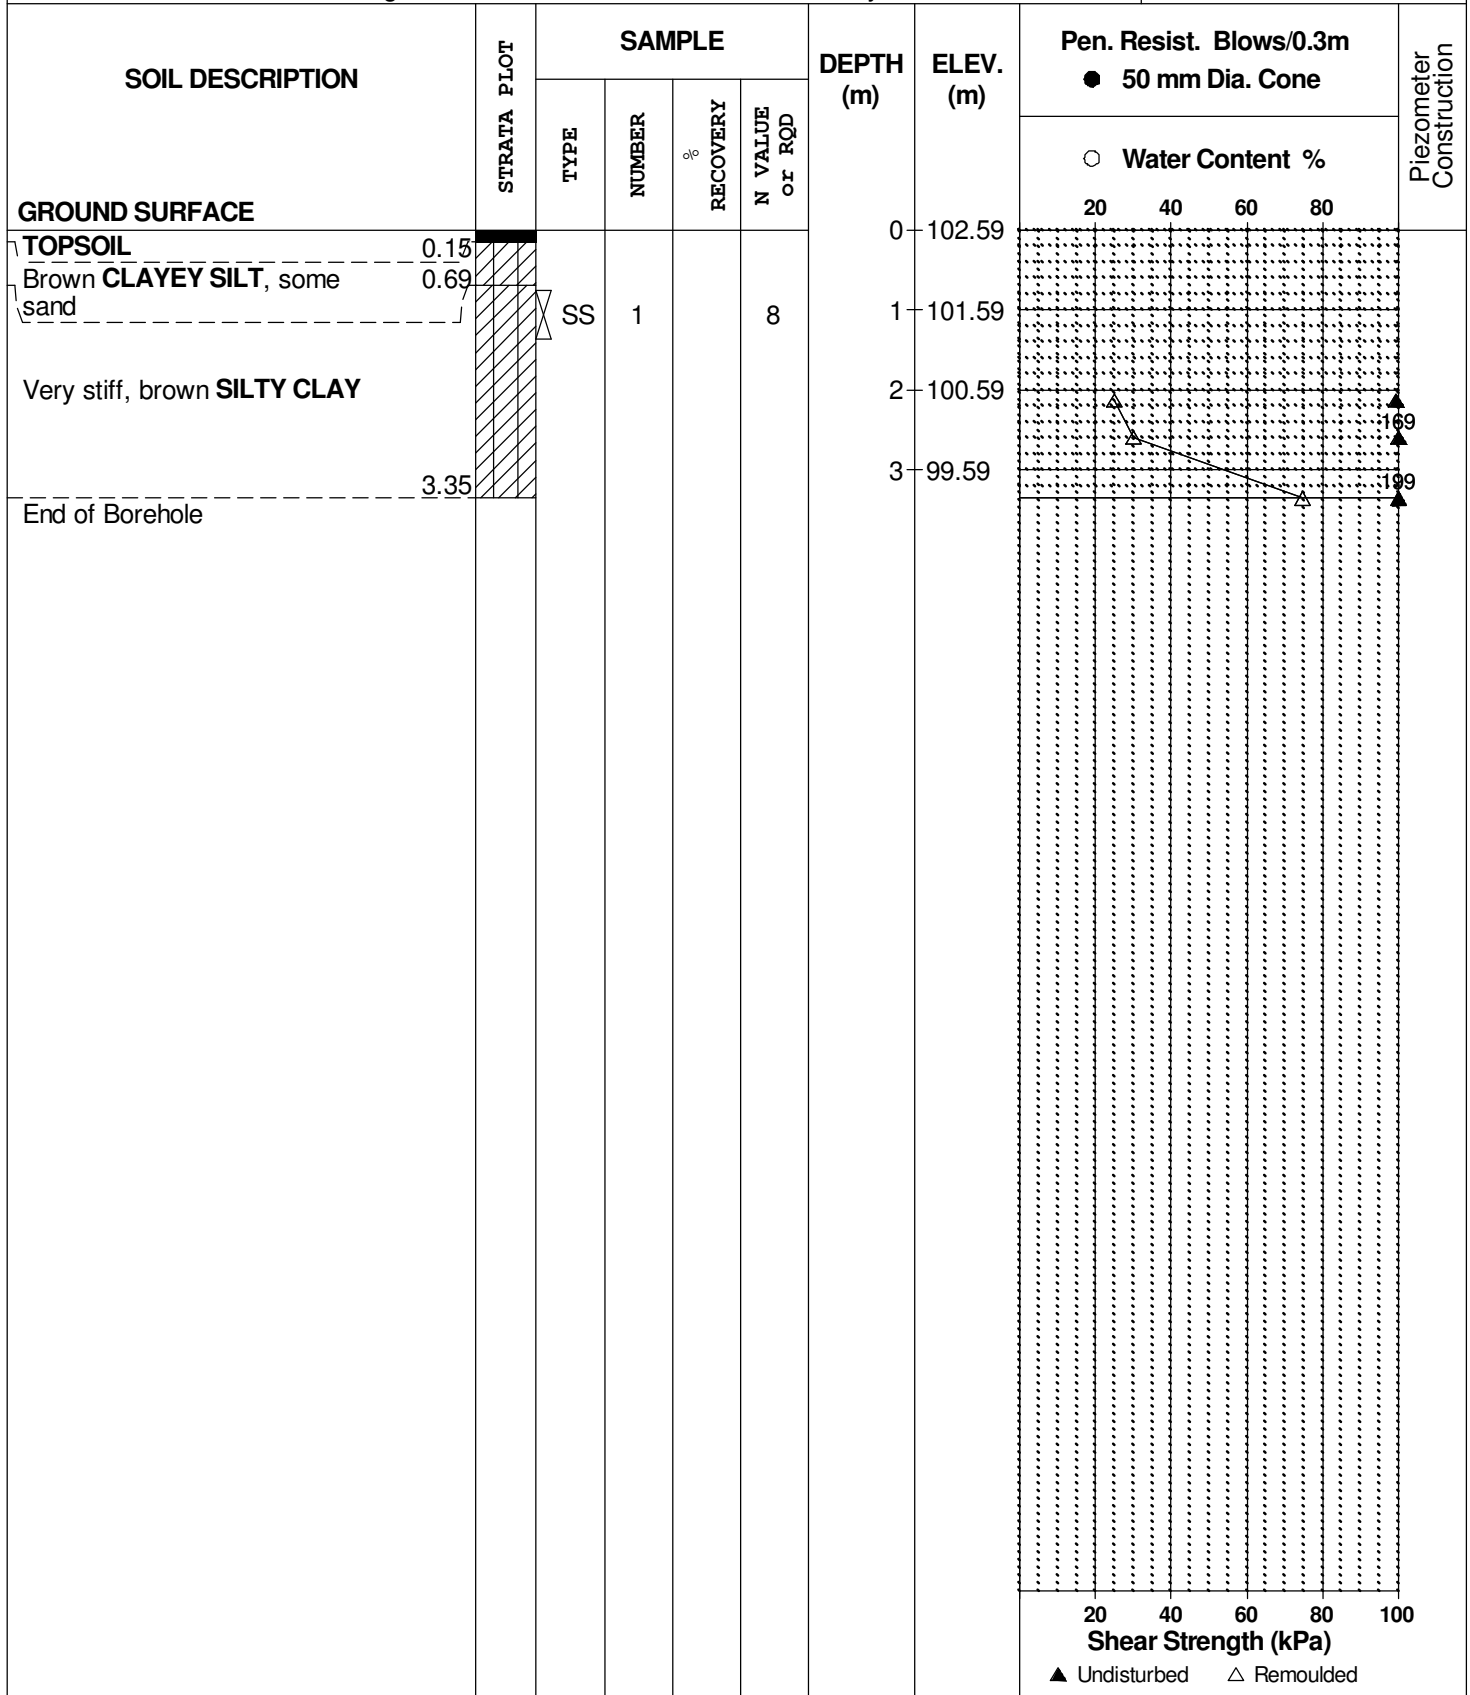 SOIL DESCRIPTION
STRATA PLOT
SAMPLE
TYPE
NUMBER
%
RECOVERY
N VALUE
or RQD
DEPTH
(m)
ELEV.
(m)
Pen. Resist. Blows/0.3m
● 50 mm Dia. Cone
○ Water Content %
Piezometer
Construction
20 40 60 80
GROUND SURFACE
0 102.59
TOPSOIL 0.15
Brown CLAYEY SILT, some 0.69
sand
SS 1 8
1 101.59
Very stiff, brown SILTY CLAY
2 100.59
169
3 99.59
199
3.35
End of Borehole
20 40 60 80 100
Shear Strength (kPa)
▲ Undisturbed △ Remoulded